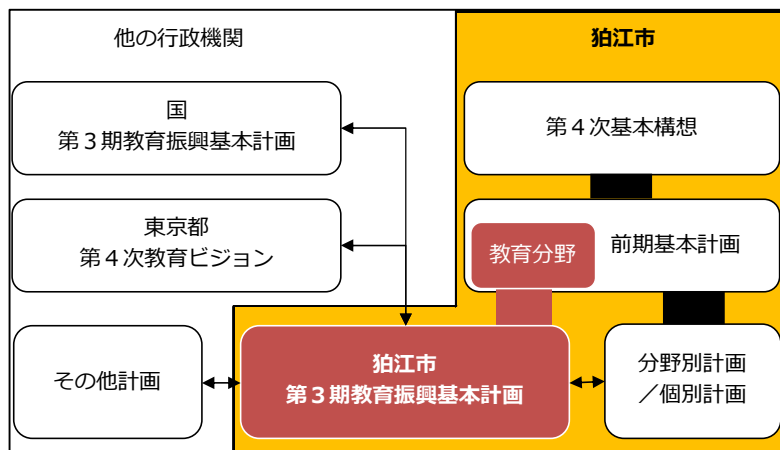 他の行政機関
狛江市
国
第３期教育振興基本計画
第４次基本構想
東京都
第４次教育ビジョン
教育分野
前期基本計画
その他計画
狛江市
第３期教育振興基本計画
分野別計画
／個別計画